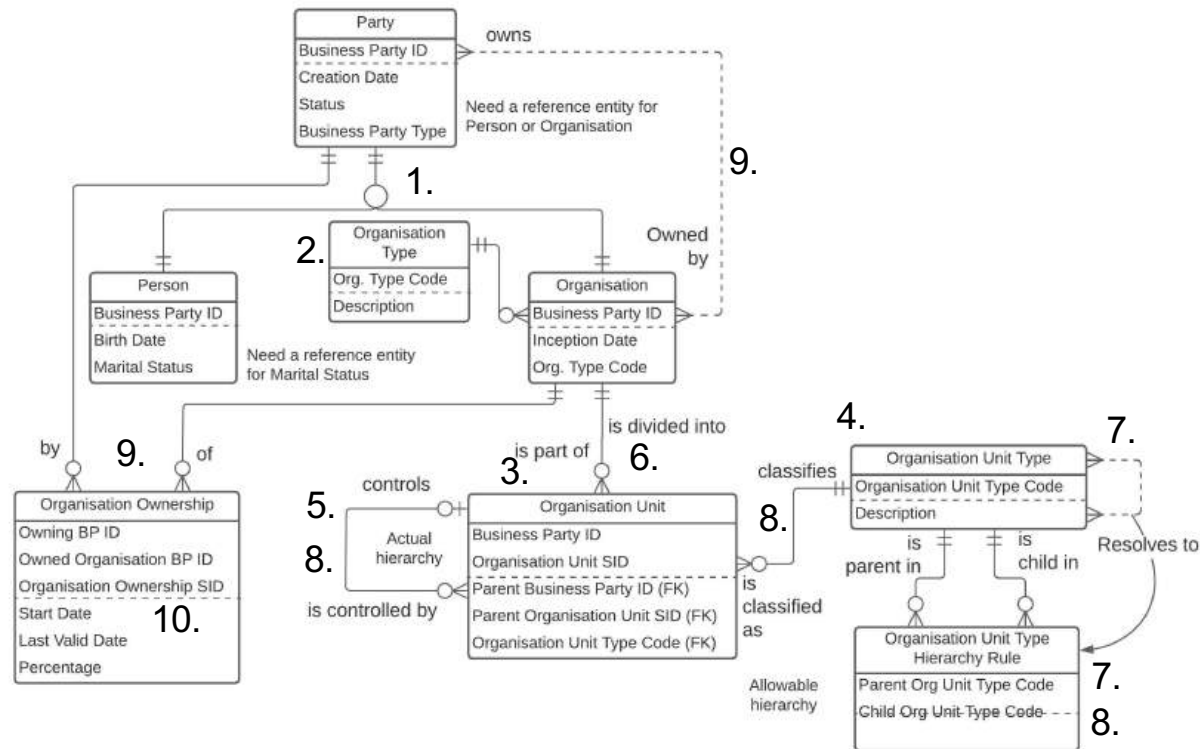 Party
owns
Business Party ID
Creation Date
Status
Business Party Type
Need a reference entity for
Person or Organisation
9.
1.
2.
Organisation
Type
Org. Type Code
Description
Owned
by
Person
Business Party ID
Birth Date
Marital Status
Need a reference entity
for Marital Status
Organisation
Business Party ID
Inception Date
Org. Type Code
by
9.
of
is divided into
is part of
6.
3.
4.
7.
Organisation Ownership
Owning BP ID
Owned Organisation BP ID
Organisation Ownership SID
Start Date
10.
Last Valid Date
Percentage
controls
5.
Actual
hierarchy
8.
is controlled by
Organisation Unit
Business Party ID
Organisation Unit SID
Parent Business Party ID (FK)
Parent Organisation Unit SID (FK)
Organisation Unit Type Code (FK)
classifies
8.
is
classified
as
Organisation Unit Type
Organisation Unit Type Code
Description
is
parent in
is
child in
Resolves to
Organisation Unit Type
Hierarchy Rule
Parent Org Unit Type Code
Child Org Unit Type Code
7.
8.
Allowable
hierarchy